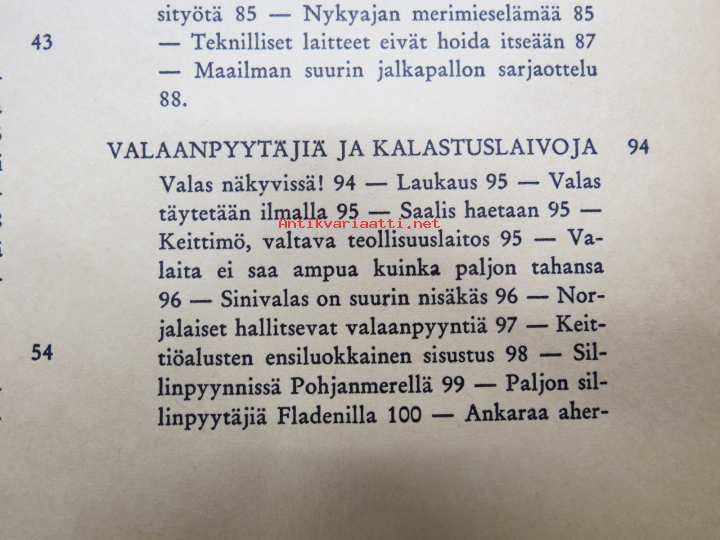 sityötä 85 — Nykyajan merimieselämää 85
43
— Teknilliset laitteet eivät hoida itseään 87
— Maailman suurin jalkapallon sarjaottelu
88.
VALAANPYYTÄJIÄ JA KALASTUSLAIVOJA 94
Valas näkyvissä! 94 — Laukaus 95 — Valas
täytetään ilmalla 95 — Saalis haetaan 95 —
Antikvariaatti.net
Keittimö, valtava teollisuuslaitos 95 — Va-
laita ei saa ampua kuinka paljon tahansa
96 — Sinivalas on suurin nisäkäs 96 — Nor-
jalaiset hallitsevat valaanpyyntiä 97 — Keit-
54
tiöalusten ensiluokkainen sisustus 98 — Sil-
linpyynnissä Pohjanmerellä 99 — Paljon sil-
linpyytäjiä Fladenilla 100 — Ankaraa aher-